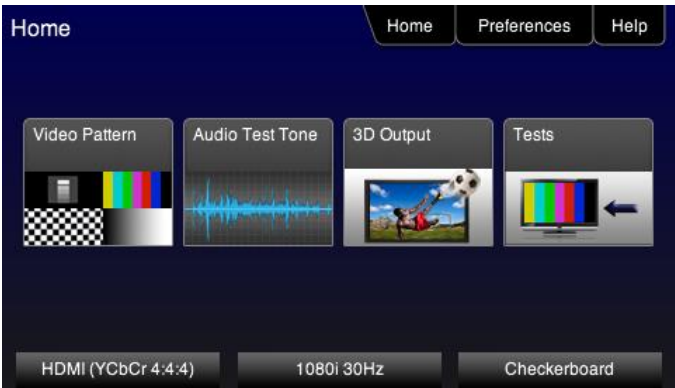 Home
Home
Preferences
Help
Video Pattern
Audio Test Tone
3D Output
Tests
HDMI (YCbCr 4:4:4)
1080i 30Hz
Checkerboard